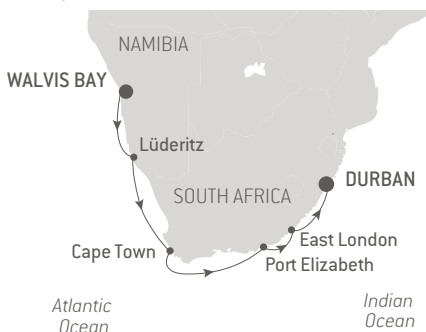 NAMIBIA
WALVIS BAY
Lüderitz
SOUTH AFRICA
DURBAN
East London
Cape Town
Port Elizabeth
Atlantic
Ocean
Indian
Ocean